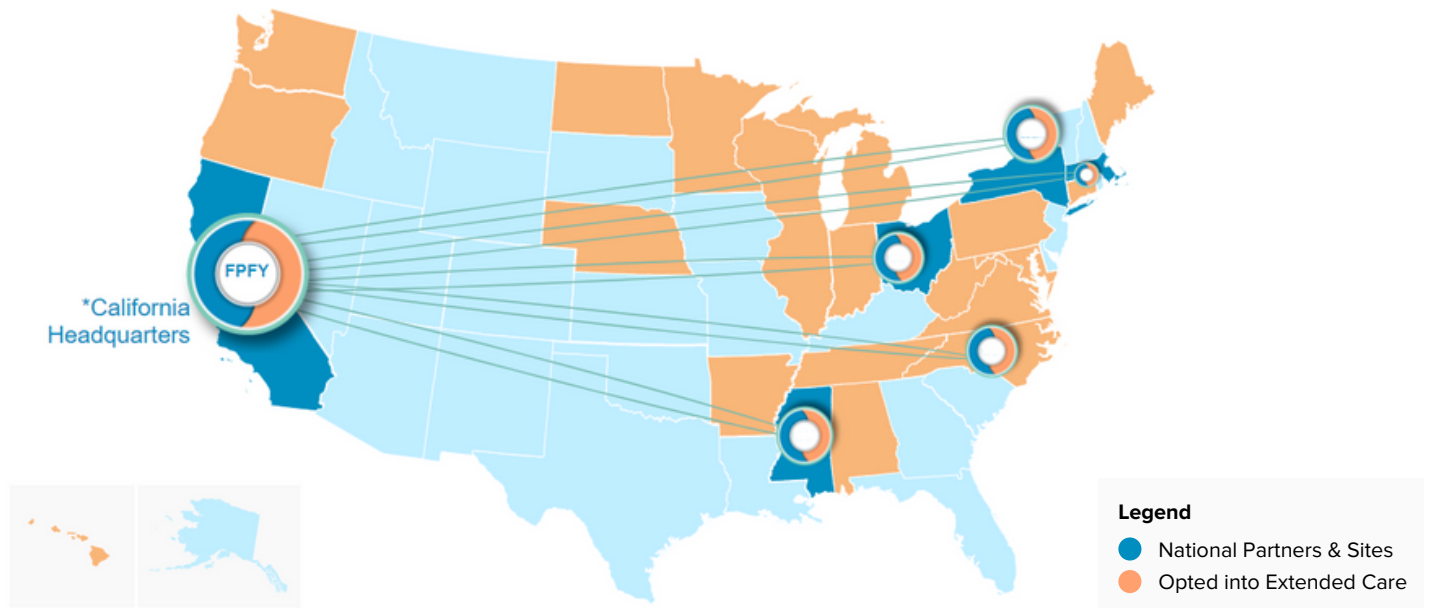 FPFY
*California
Headquarters
Legend
National Partners & Sites
Opted into Extended Care